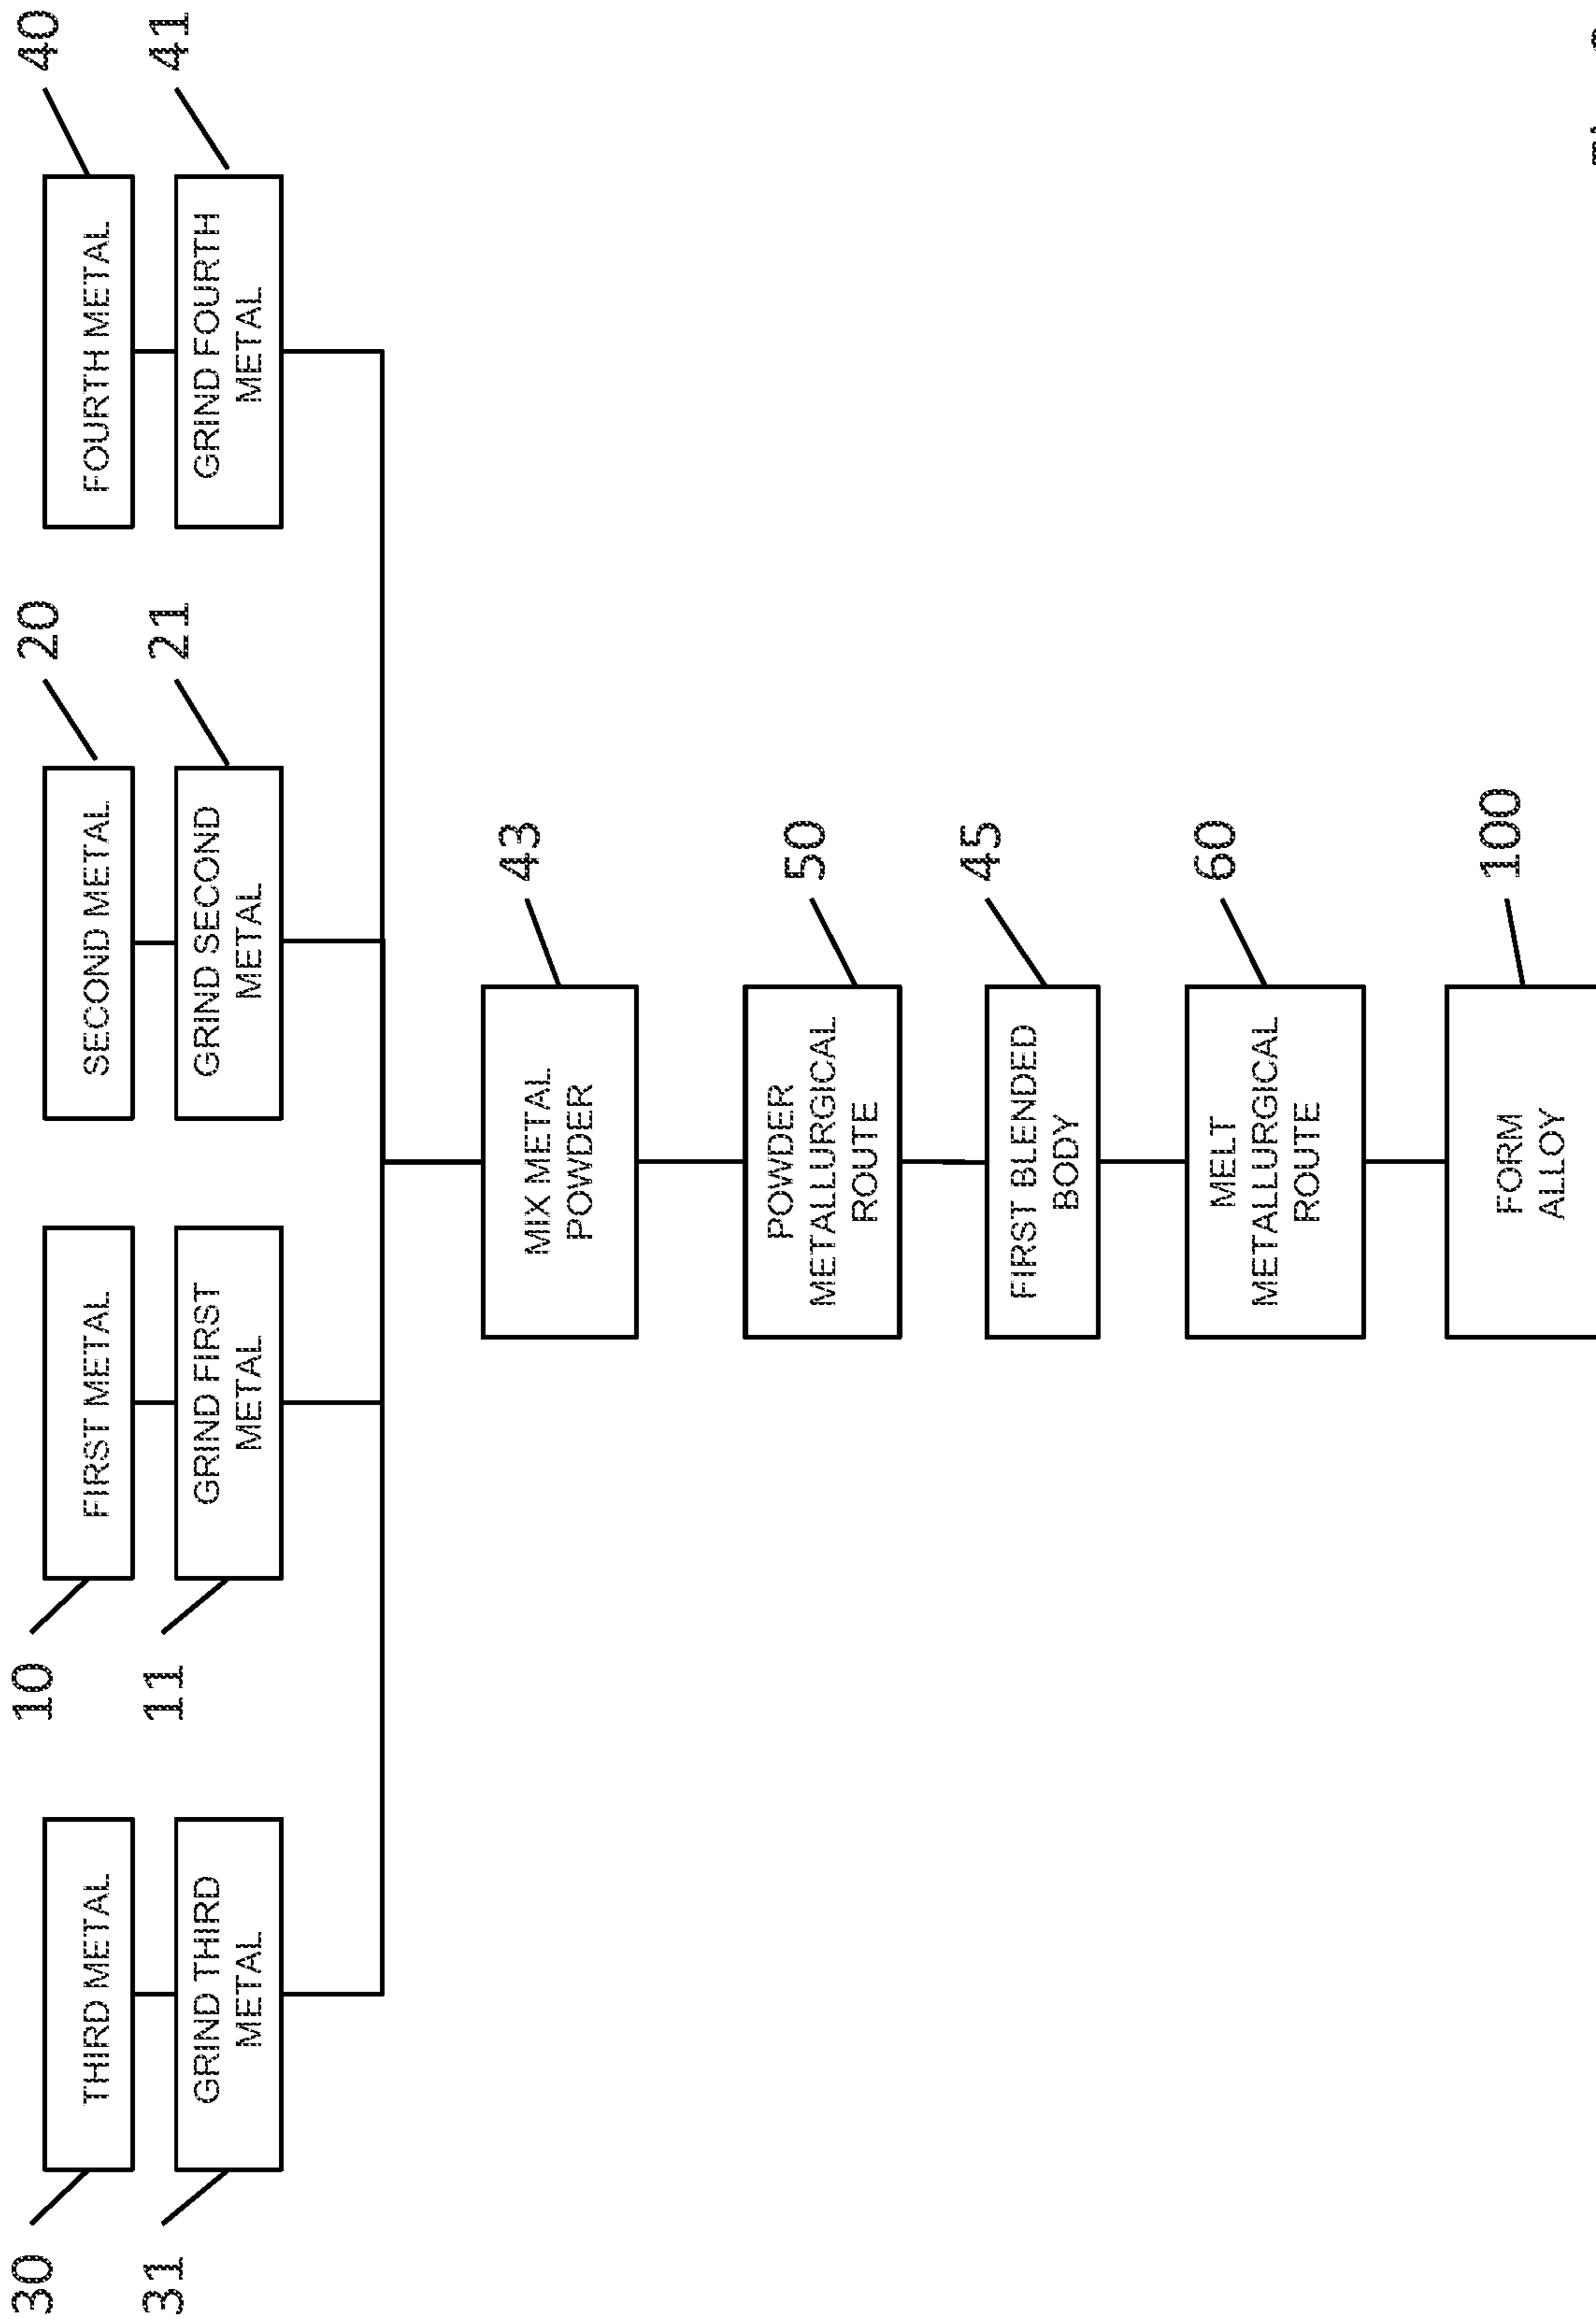 30
THIRD METAL
10
FIRST METAL
SECOND METAL
20
FOURTH METAL
40
31
GRIND THIRD
METAL
11
GRIND FIRST
METAL
GRIND SECOND
METAL
21
GRIND FOURTH
METAL
41
MIX METAL
POWDER
43
POWDER
METALLURGICAL
ROUTE
50
FIRST BLENDED
BODY
45
MELT
METALLURGICAL
ROUTE
60
FORM
ALLOY
100